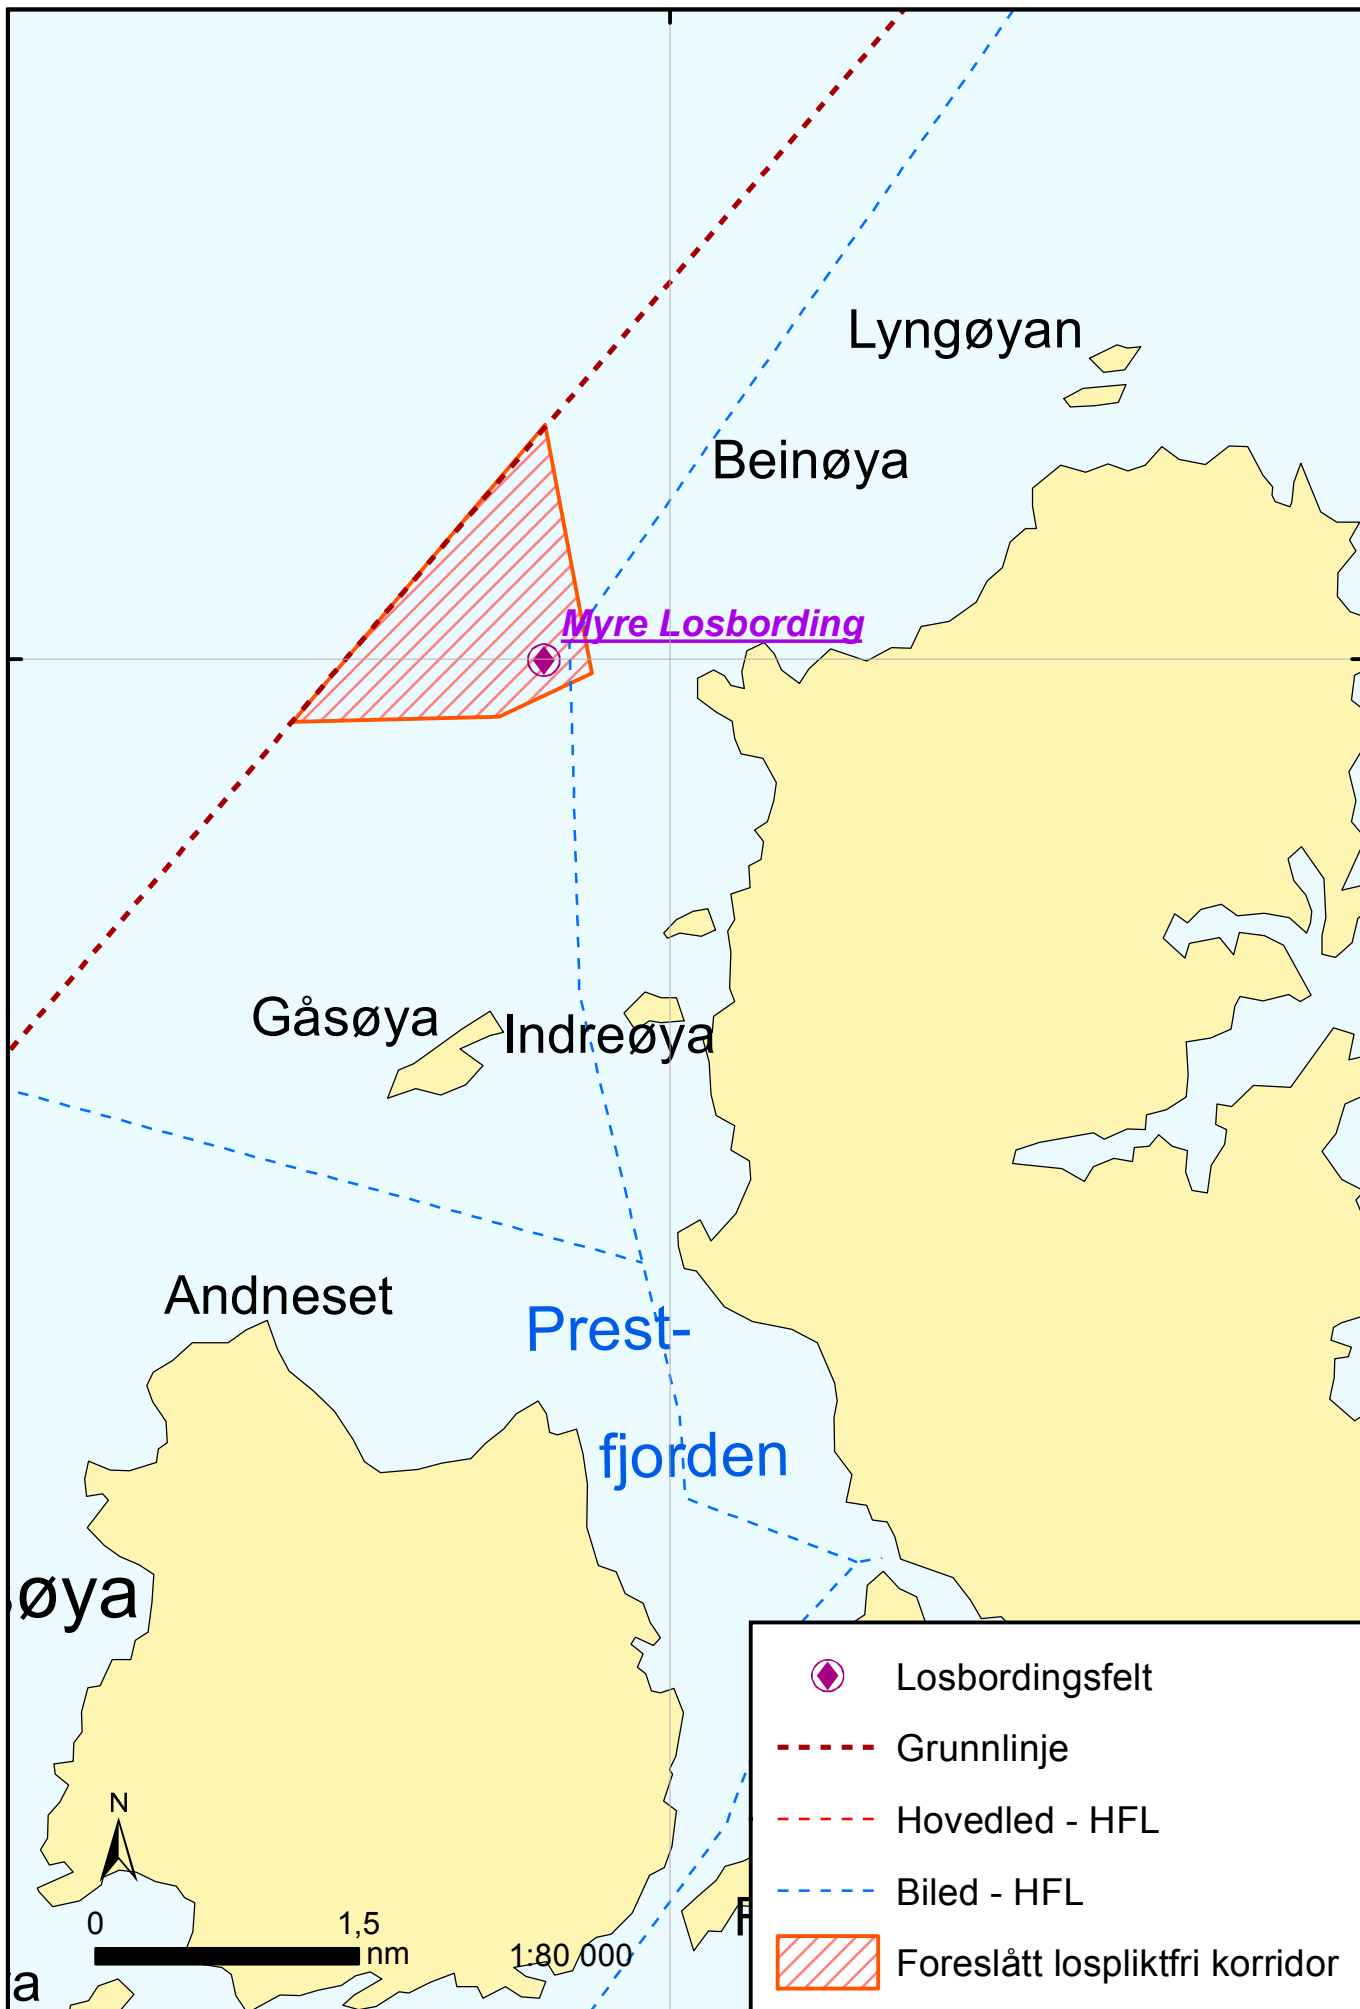 Lyngøyan
Beinøya
Myre Losbording
Gåsøya
Indreøya
Andneset
Prest-
fjorden
søya
Losbordingsfelt
Grunnlinje
N
Hovedled - HFL
Biled - HFL
0 1,5
nm
1:80 000
Foreslått lospliktfri korridor